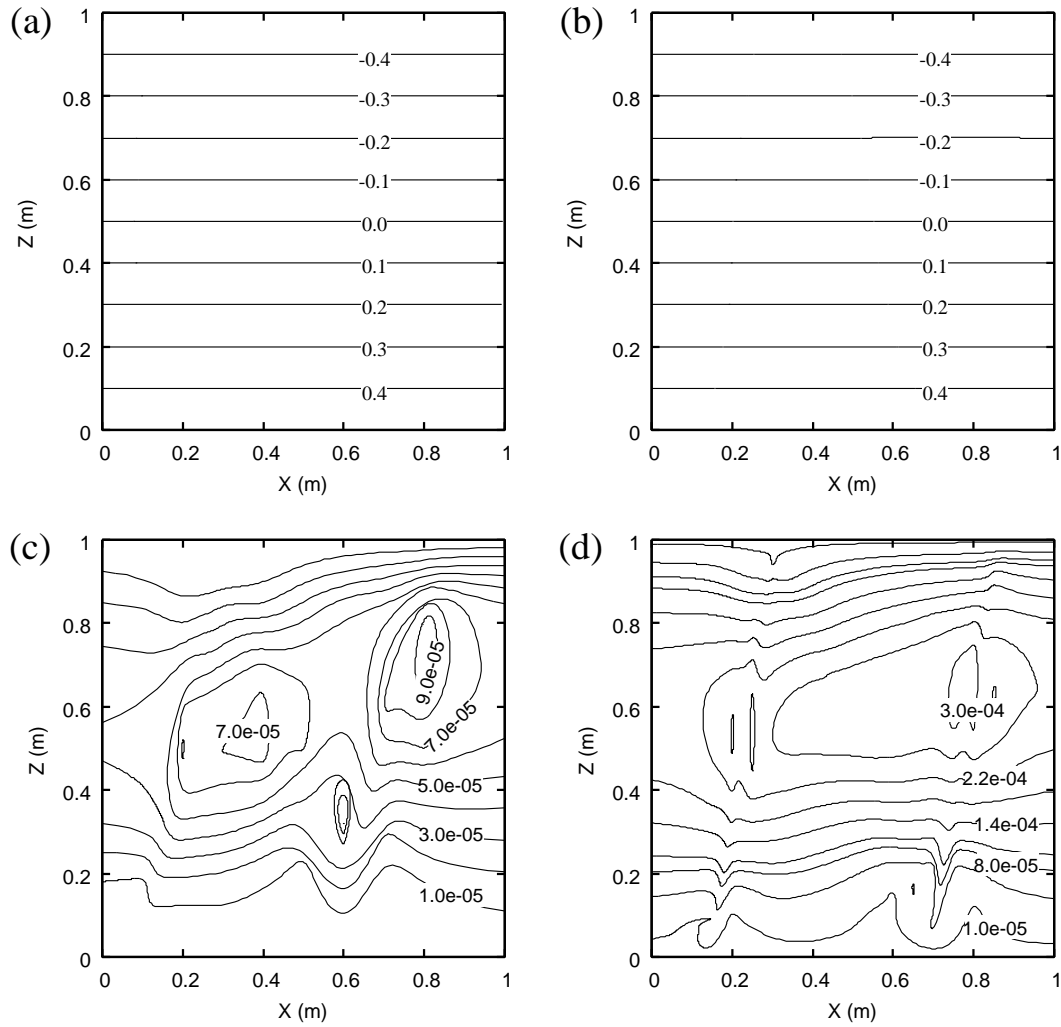 (a)
1
0.8
0.6
0.4
0.2
0
Z (m)
-0.4
-0.3
-0.2
-0.1
0.0
0.1
0.2
0.3
0.4
0 0.2 0.4 0.6 0.8 1
X (m)
(b)
1
0.8
0.6
0.4
0.2
0
Z (m)
-0.4
-0.3
-0.2
-0.1
0.0
0.1
0.2
0.3
0.4
0 0.2 0.4 0.6 0.8 1
X (m)
(c)
1
0.8
0.6
0.4
0.2
0
Z (m)
9.0e-05
7.0e-05
7.0e-05
5.0e-05
3.0e-05
1.0e-05
0 0.2 0.4 0.6 0.8 1
X (m)
(d)
1
0.8
0.6
0.4
0.2
0
Z (m)
3.0e-04
2.2e-04
1.4e-04
8.0e-05
1.0e-05
0 0.2 0.4 0.6 0.8 1
X (m)